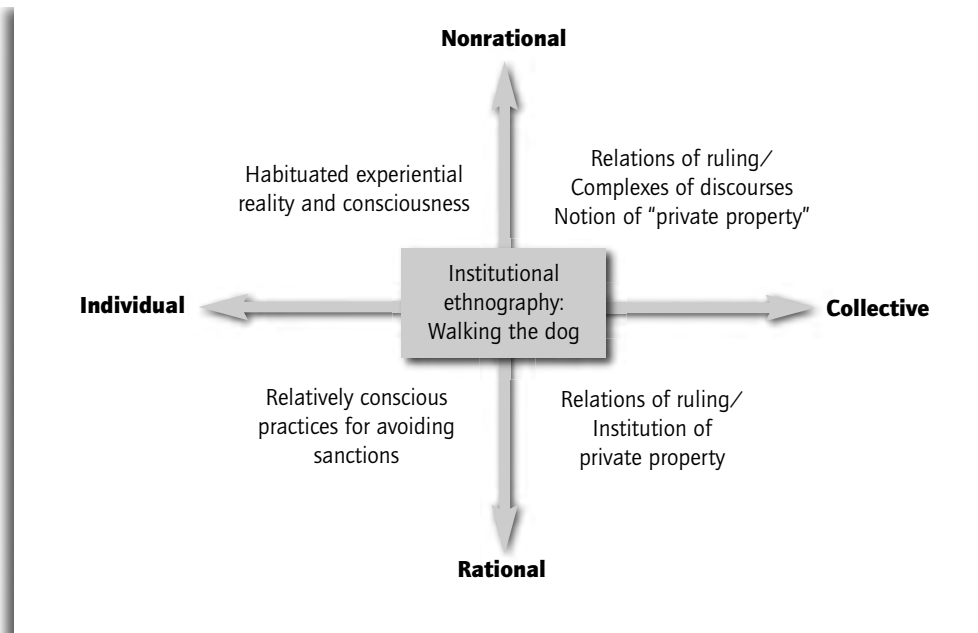 Nonrational
Habituated experiential
reality and consciousness
Relations of ruling/
Complexes of discourses
Notion of “private property”
Individual
Institutional
ethnography:
Walking the dog
Collective
Relatively conscious
practices for avoiding
sanctions
Relations of ruling/
Institution of
private property
Rational